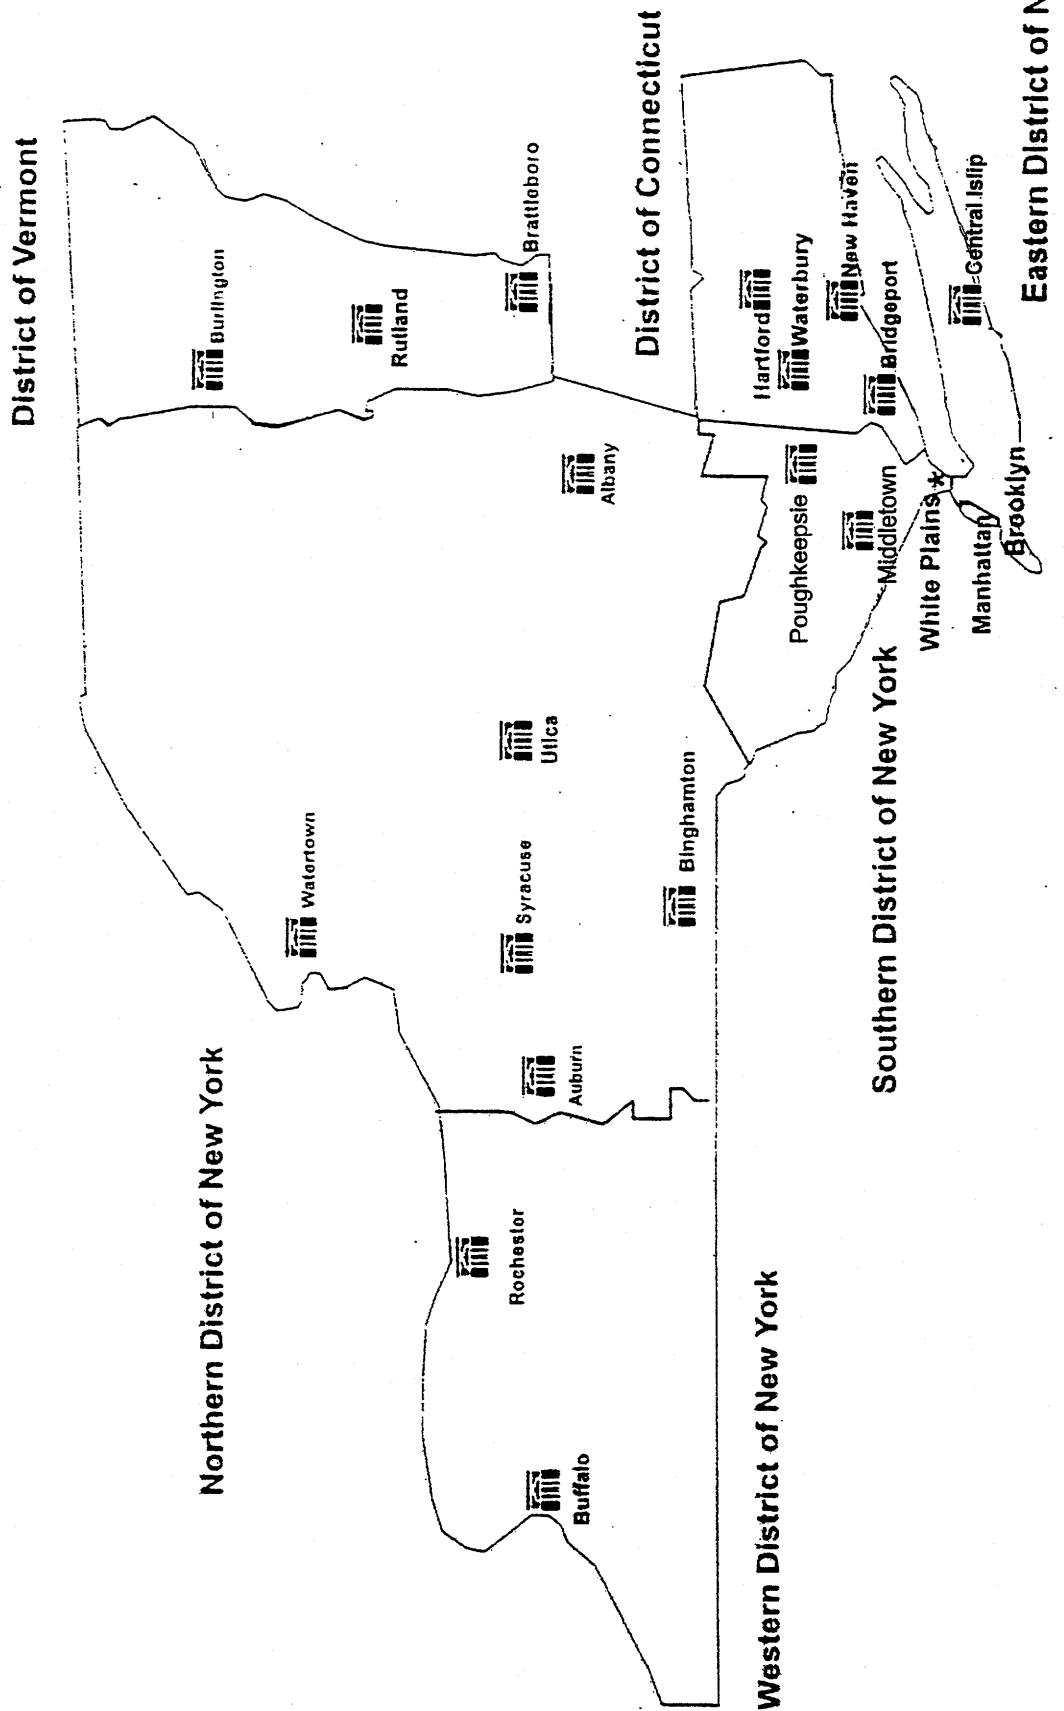 District of Vermont
Burlington
Rutland
Brattleboro
District of Connecticut
Hartford
Waterbury
New Haven
Bridgeport
Central Islip
Eastern District of N
Northern District of New York
Watertown
Albany
Utica
Syracuse
Binghamton
Auburn
Poughkeepsie
Middletown
White Plains *
Manhattan
Brooklyn
Southern District of New York
Rochester
Buffalo
Western District of New York